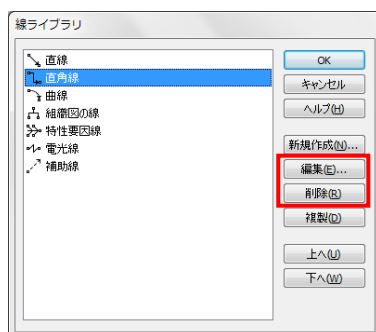 線ライブラリ
直線
直角線
曲線
組織図の線
特性要因線
電光線
補助線
OK
キャンセル
ヘルプ(H)
新規作成(N)...
編集(E)...
削除(R)
複製(D)
上へ(U)
下へ(W)